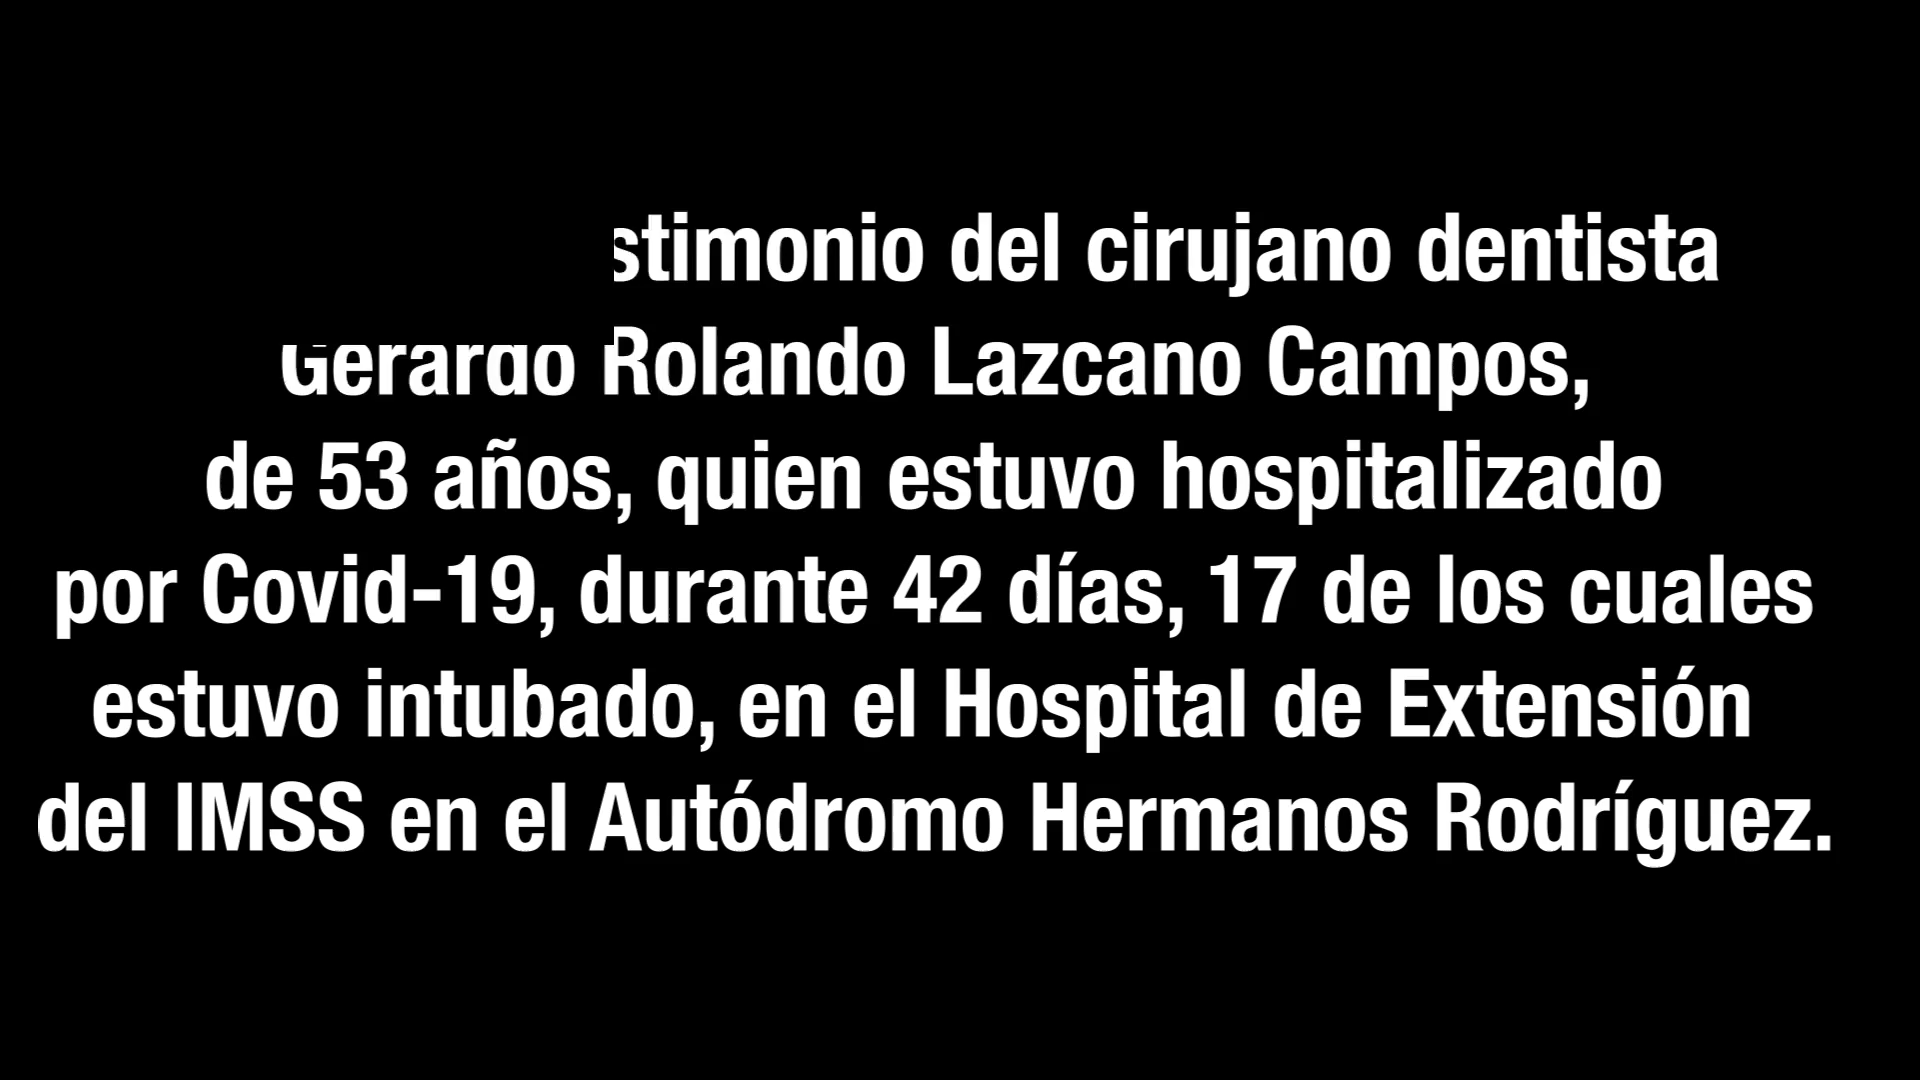 stimonio del cirujano dentista
Gerardo Rolando Lazcano Campos,
de 53 años, quien estuvo hospitalizado
por Covid-19, durante 42 días, 17 de los cuales
estuvo intubado, en el Hospital de Extensión
del IMSS en el Autódromo Hermanos Rodríguez.